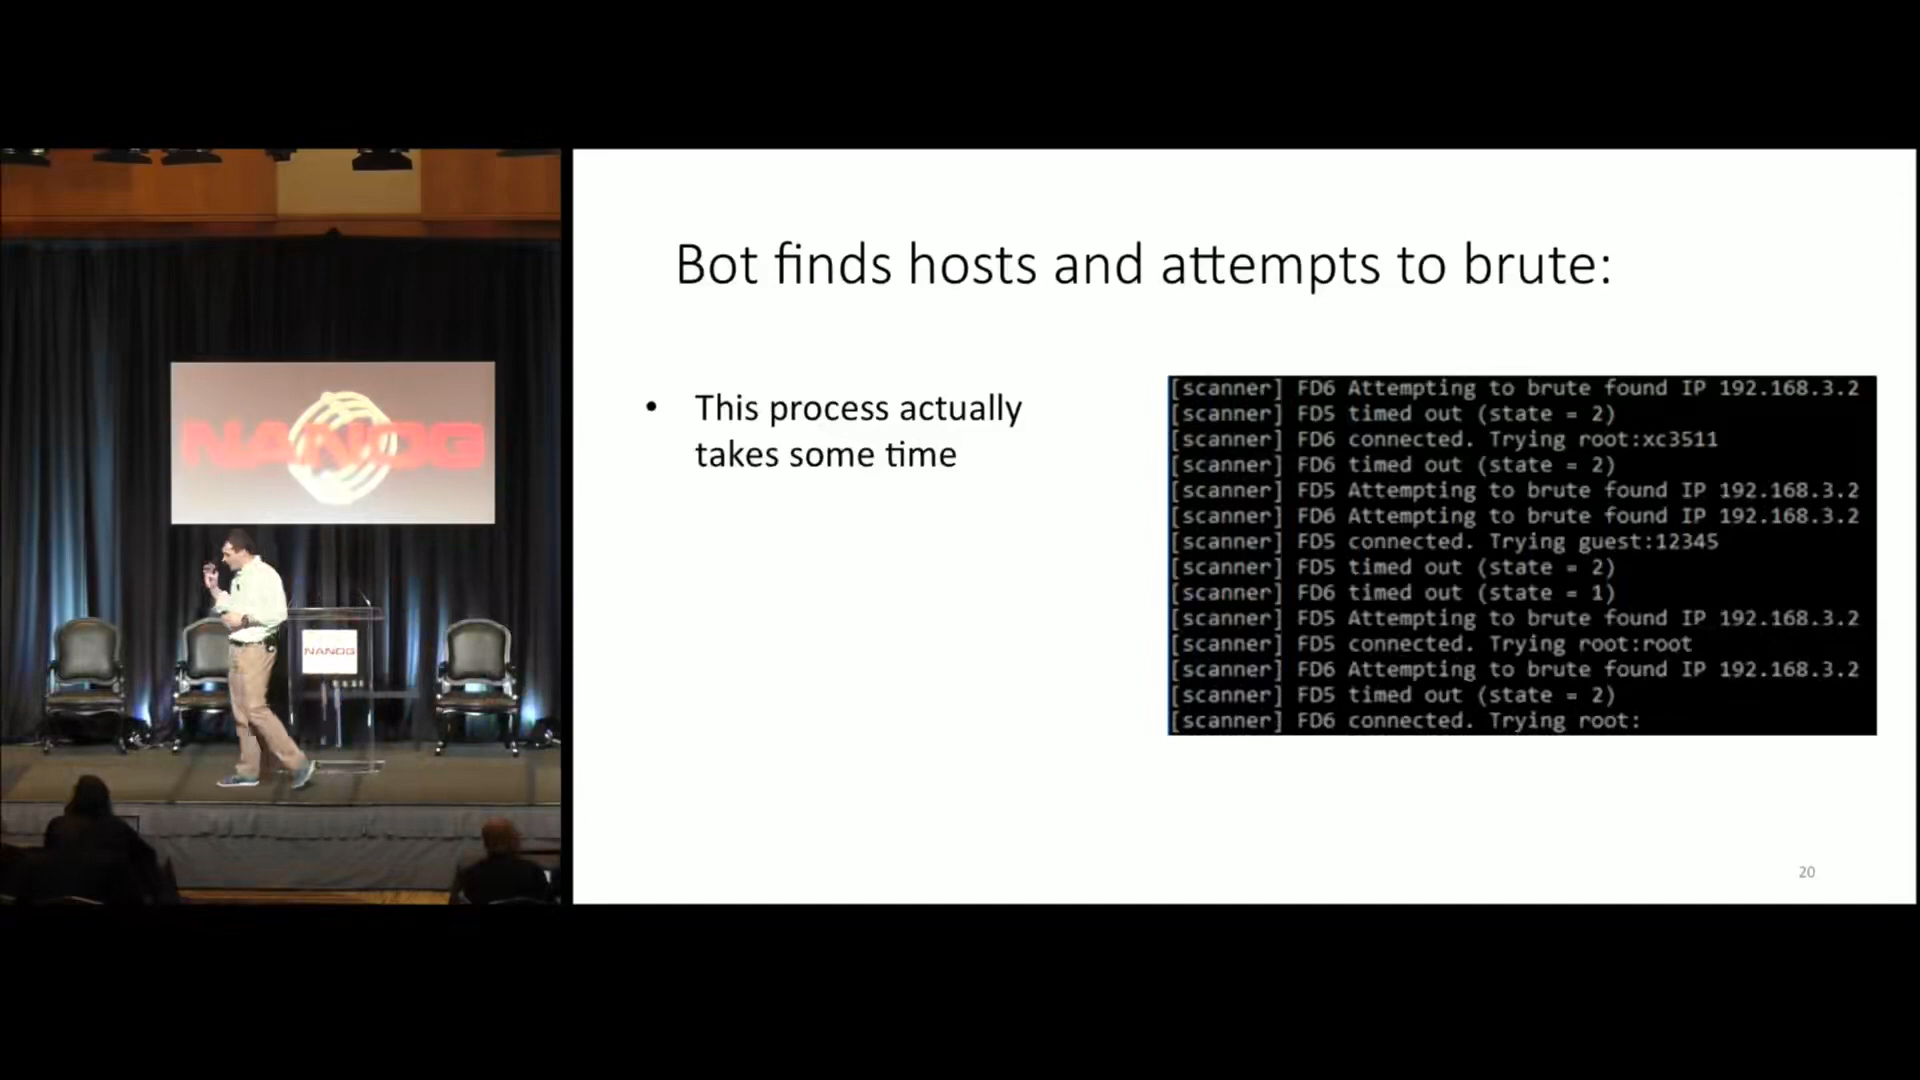 NANOG
NANOG
Bot finds hosts and attempts to brute:
• This process actually
takes some time
[scanner] FD6 Attempting to brute found IP 192.168.3.2
[scanner] FD5 timed out (state = 2)
[scanner] FD6 connected. Trying root:xc3511
[scanner] FD6 timed out (state = 2)
[scanner] FD5 Attempting to brute found IP 192.168.3.2
[scanner] FD6 Attempting to brute found IP 192.168.3.2
[scanner] FD5 connected. Trying guest:12345
[scanner] FD5 timed out (state = 2)
[scanner] FD6 timed out (state = 1)
[scanner] FD5 Attempting to brute found IP 192.168.3.2
[scanner] FD5 connected. Trying root:root
[scanner] FD6 Attempting to brute found IP 192.168.3.2
[scanner] FD5 timed out (state = 2)
[scanner] FD6 connected. Trying root:
20